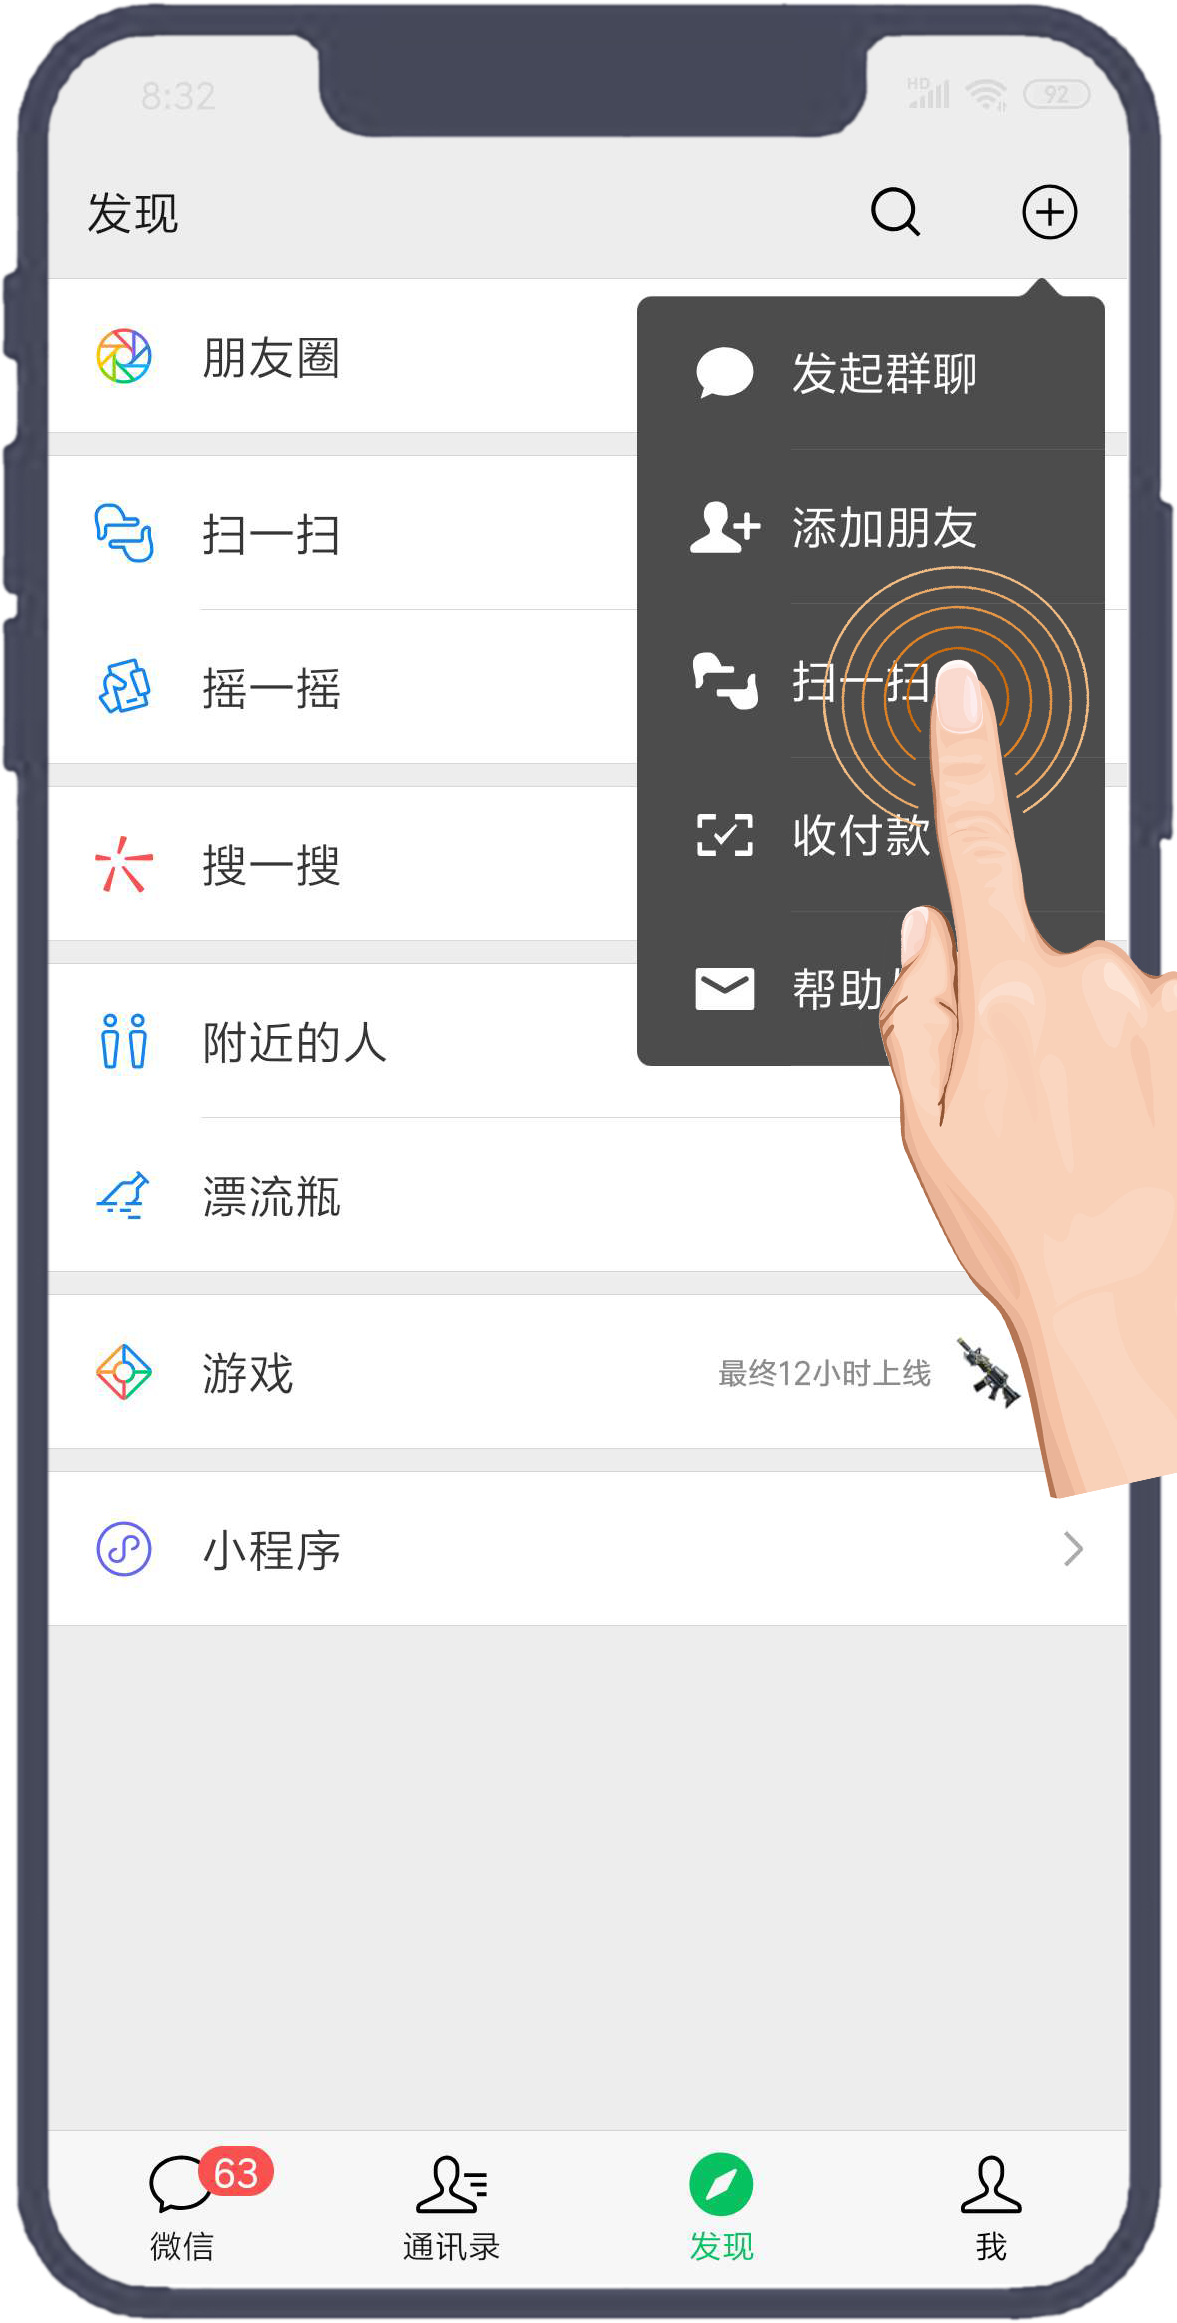 8:32
HD
92
发现
朋友圈
发起群聊
扫一扫
添加朋友
摇一摇
扫一扫
搜一搜
收付款
附近的人
帮助
漂流瓶
游戏
最终12小时上线
小程序
63
微信
通讯录
发现
我